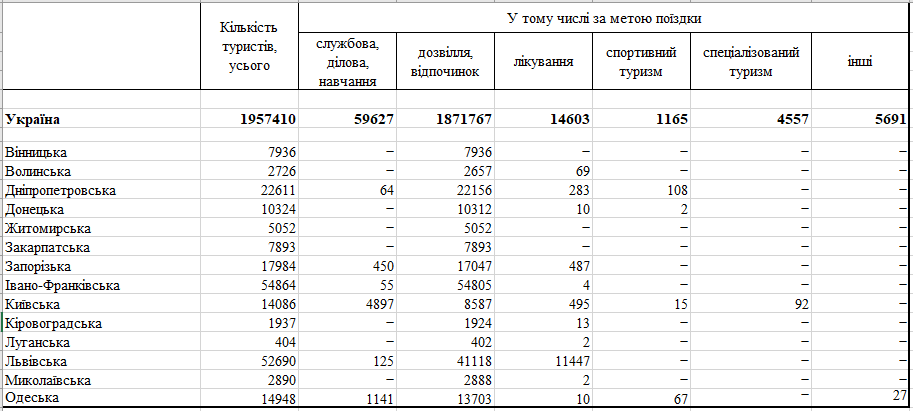 Кількість туристів, усього
У тому числі за метою поїздки
службова, ділова, навчання
дозвілля, відпочинок
лікування
спортивний туризм
спеціалізований туризм
інші
Україна 1957410 59627 1871767 14603 1165 4557 5691
Вінницька 7936 – 7936 – – – –
Волинська 2726 – 2657 69 – – –
Дніпропетровська 22611 64 22156 283 108 – –
Донецька 10324 – 10312 10 2 – –
Житомирська 5052 – 5052 – – – –
Закарпатська 7893 – 7893 – – – –
Запорізька 17984 450 17047 487 – – –
Івано-Франківська 54864 55 54805 4 – – –
Київська 14086 4897 8587 495 15 92 –
Кіровоградська 1937 – 1924 13 – – –
Луганська 404 – 402 2 – – –
Львівська 52690 125 41118 11447 – – –
Миколаївська 2890 – 2888 2 – – –
Одеська 14948 1141 13703 10 67 – 27